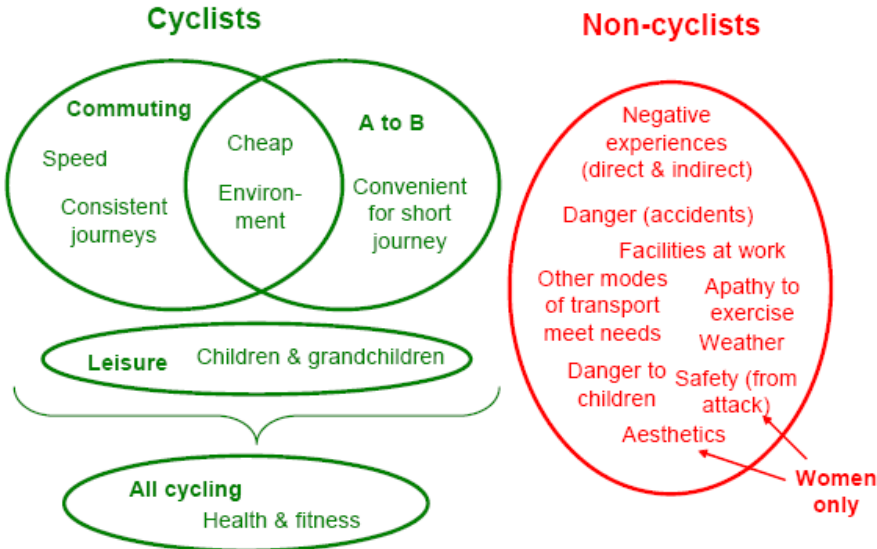 Cyclists
Non-cyclists
Commuting
Speed
Consistent
journeys
Cheap
Environ-
ment
A to B
Convenient
for short
journey
Leisure
Children & grandchildren
All cycling
Health & fitness
Negative
experiences
(direct & indirect)
Danger (accidents)
Facilities at work
Other modes
of transport
meet needs
Apathy to
exercise
Weather
Danger to
children
Safety (from
attack)
Aesthetics
Women
only